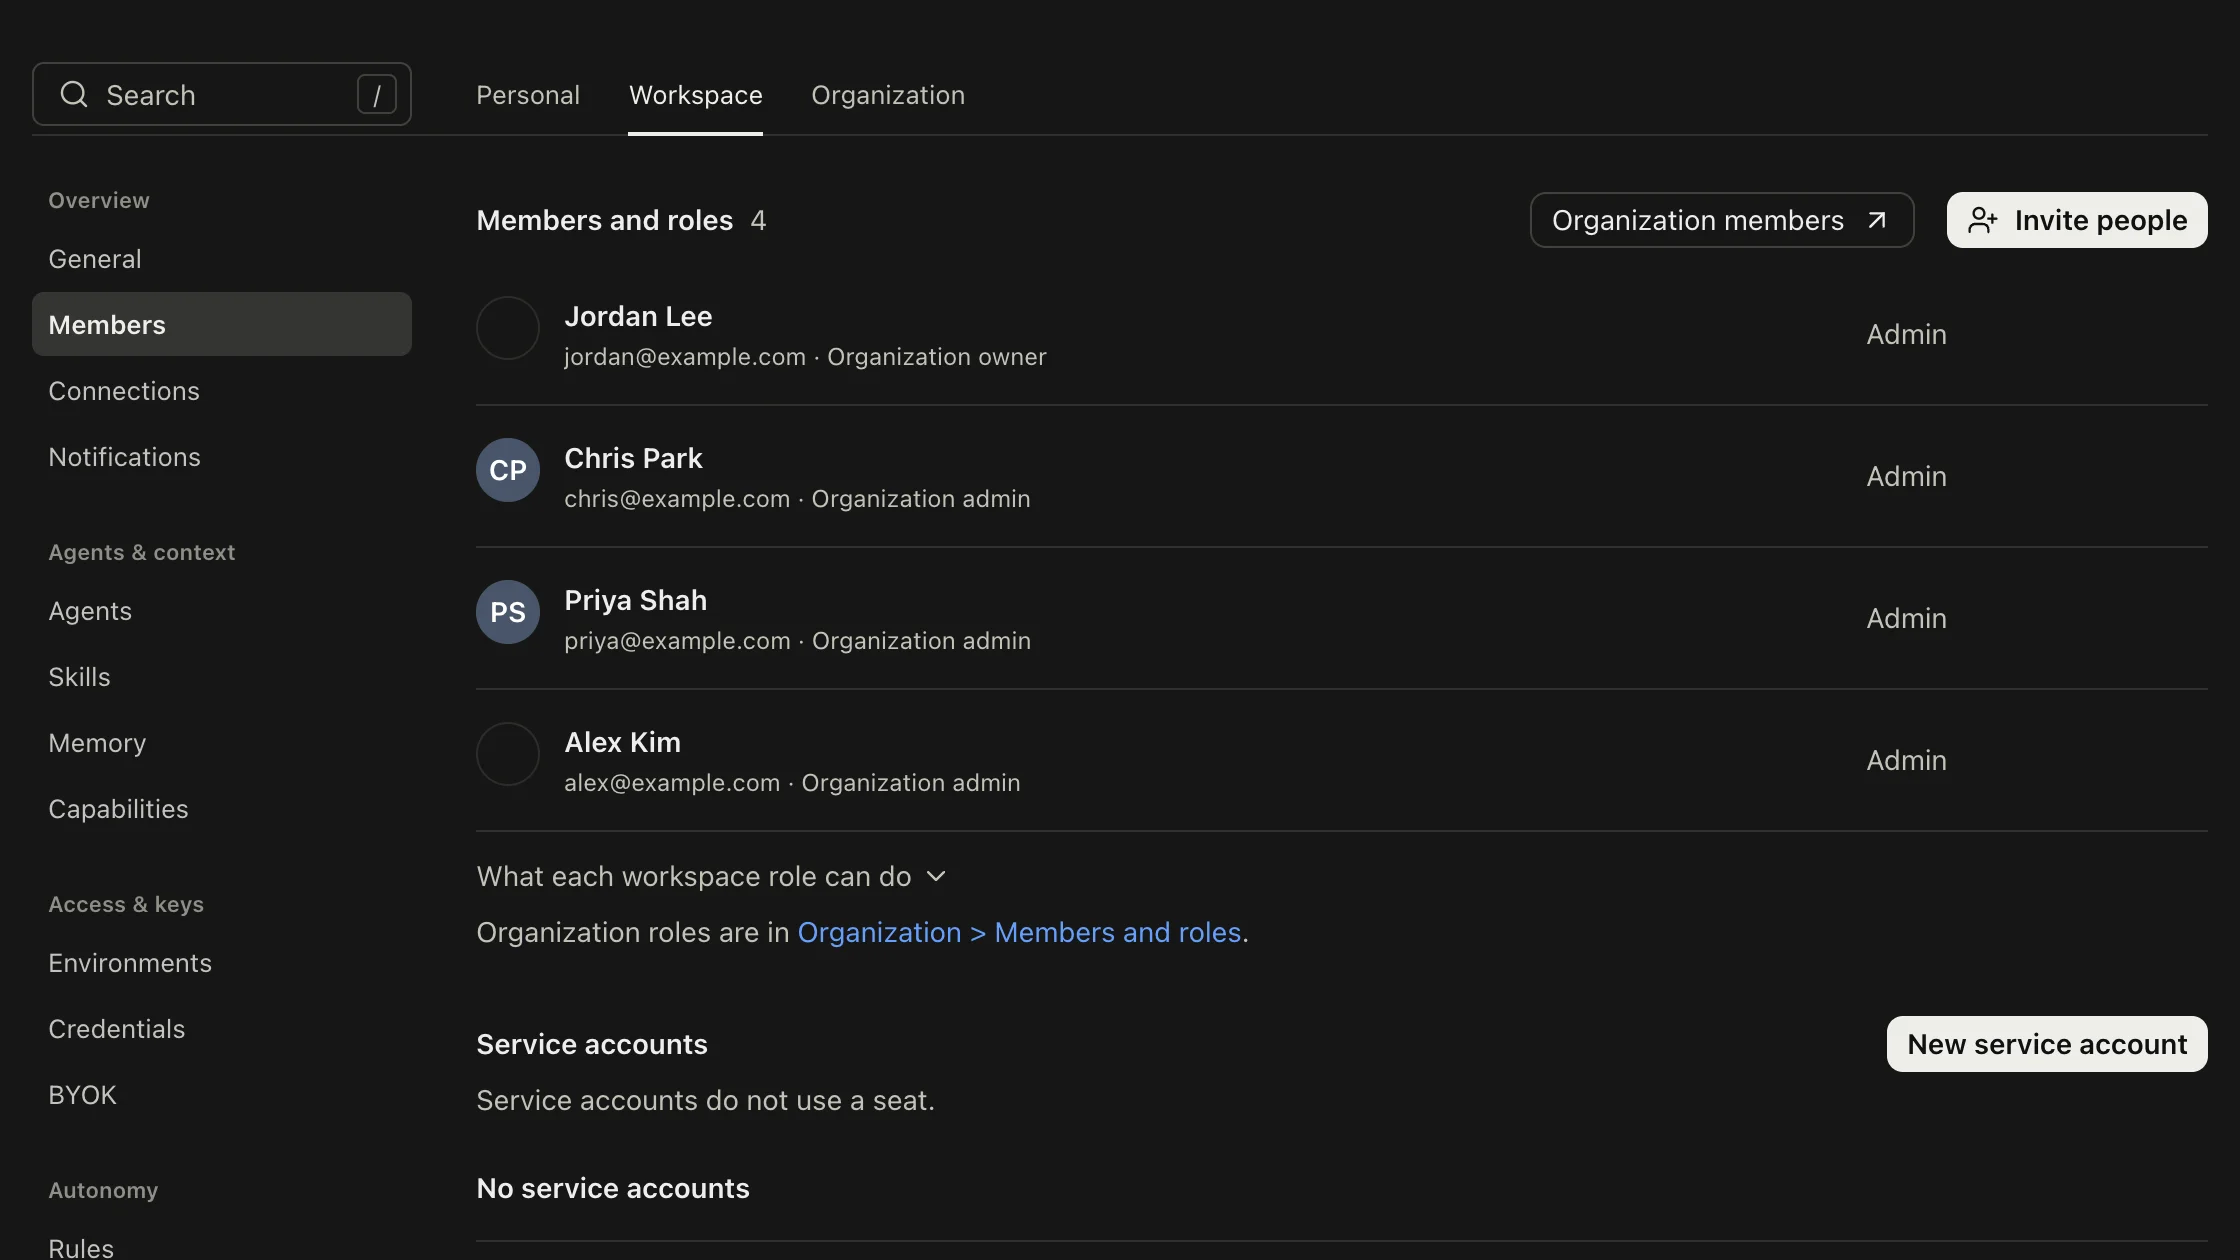 Search
/
Personal
Workspace
Organization
Overview
General
Members
Connections
Notifications
Agents & context
Agents
Skills
Memory
Capabilities
Access & keys
Environments
Credentials
BYOK
Autonomy
Rules
Members and roles 4
Organization members
Invite people
Jordan Lee
jordan@example.com · Organization owner
Admin
CP
Chris Park
chris@example.com · Organization admin
Admin
PS
Priya Shah
priya@example.com · Organization admin
Admin
Alex Kim
alex@example.com · Organization admin
Admin
What each workspace role can do
Organization roles are in Organization > Members and roles.
Service accounts
New service account
Service accounts do not use a seat.
No service accounts